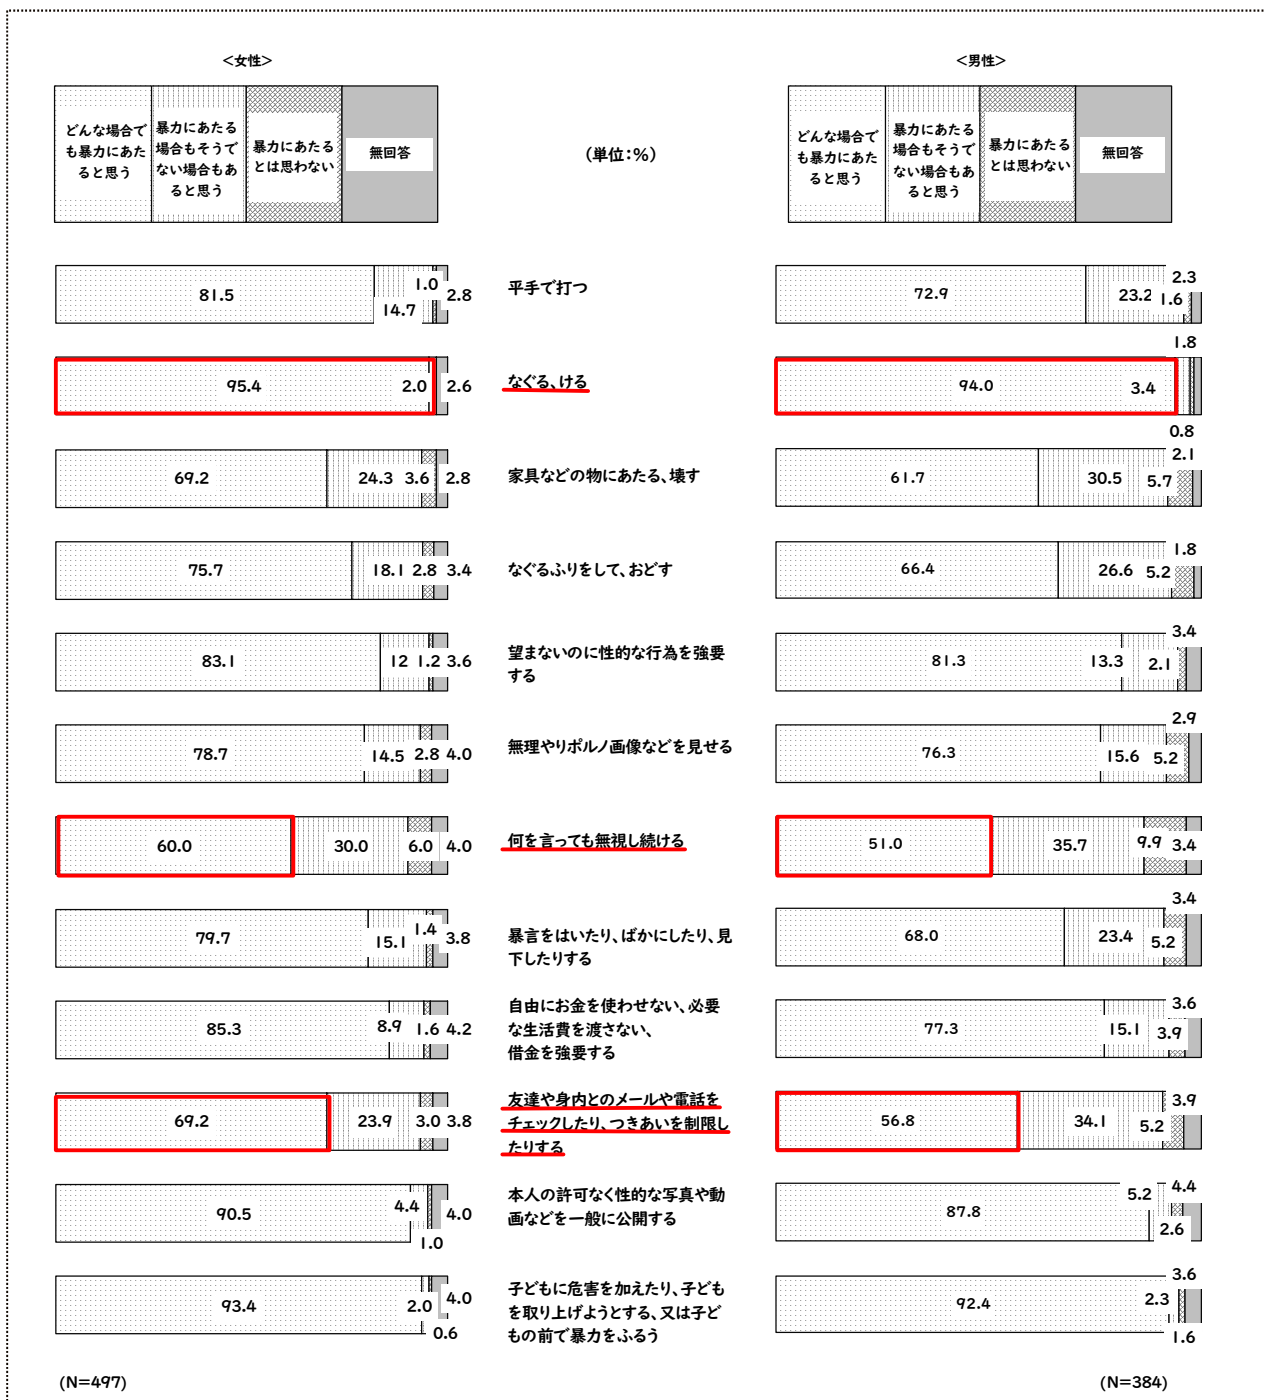 ＜女性＞
＜男性＞
どんな場合で
も暴力にあた
ると思う
暴力にあたる
場合もそうで
ない場合もあ
ると思う
暴力にあたる
とは思わない
無回答
（単位：％）
どんな場合で
も暴力にあた
ると思う
暴力にあたる
場合もそうで
ない場合もあ
ると思う
暴力にあたる
とは思わない
無回答
81.5
14.7
1.0
2.8
平手で打つ
72.9
23.2
1.6
2.3
95.4
2.0
2.6
なぐる、ける
94.0
3.4
1.8
0.8
69.2
24.3
3.6
2.8
家具などの物にあたる、壊す
61.7
30.5
5.7
2.1
75.7
18.1
2.8
3.4
なぐるふりをして、おどす
66.4
26.6
5.2
1.8
83.1
12
1.2
3.6
望まないのに性的な行為を強要
する
81.3
13.3
2.1
3.4
78.7
14.5
2.8
4.0
無理やりポルノ画像などを見せる
76.3
15.6
5.2
2.9
60.0
30.0
6.0
4.0
何を言っても無視し続ける
51.0
35.7
9.9
3.4
79.7
15.1
1.4
3.8
暴言をはいたり、ばかにしたり、見
下したりする
68.0
23.4
5.2
3.4
85.3
8.9
1.6
4.2
自由にお金を使わせない、必要
な生活費を渡さない、
借金を強要する
77.3
15.1
3.9
3.6
69.2
23.9
3.0
3.8
友達や身内とのメールや電話を
チェックしたり、つきあいを制限し
たりする
56.8
34.1
5.2
3.9
90.5
4.4
1.0
4.0
本人の許可なく性的な写真や動
画などを一般に公開する
87.8
5.2
2.6
4.4
93.4
2.0
0.6
4.0
子どもに危害を加えたり、子ども
を取り上げようとする、又は子ど
もの前で暴力をふるう
92.4
2.3
1.6
3.6
（N=497）
（N=384）